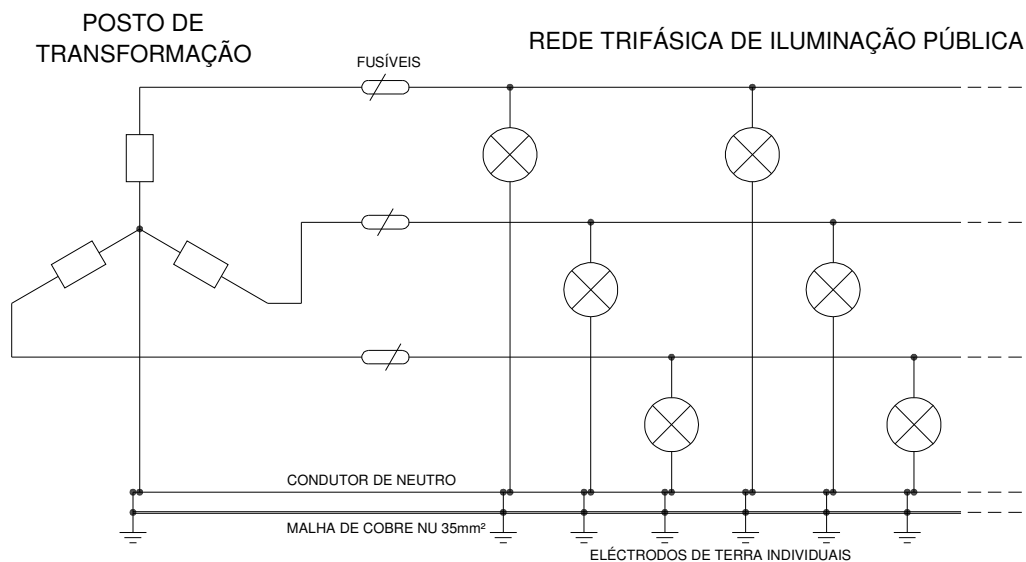 POSTO DE
TRANSFORMAÇÃO
REDE TRIFÁSICA DE ILUMINAÇÃO PÚBLICA
FUSÍVEIS
CONDUTOR DE NEUTRO
MALHA DE COBRE NU 35mm²
ELÉCTRODOS DE TERRA INDIVIDUAIS